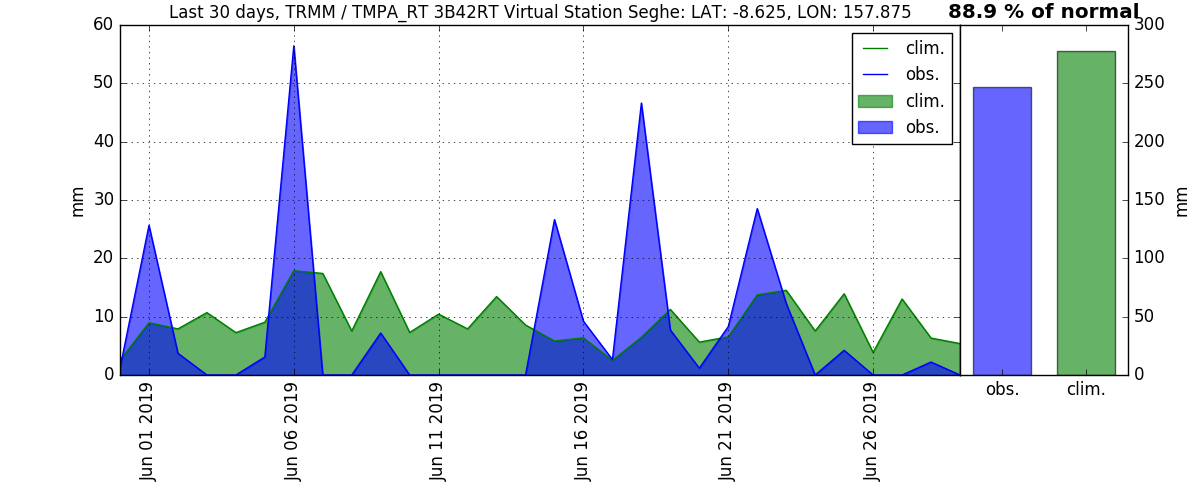 Last 30 days, TRMM / TMPA_RT 3B42RT Virtual Station Seghe: LAT: -8.625, LON: 157.875
88.9 % of normal
60
50
40
30
20
10
0
mm
clim.
obs.
clim.
obs.
Jun 01 2019
Jun 06 2019
Jun 11 2019
Jun 16 2019
Jun 21 2019
Jun 26 2019
300
250
200
150
100
50
0
mm
obs.
clim.